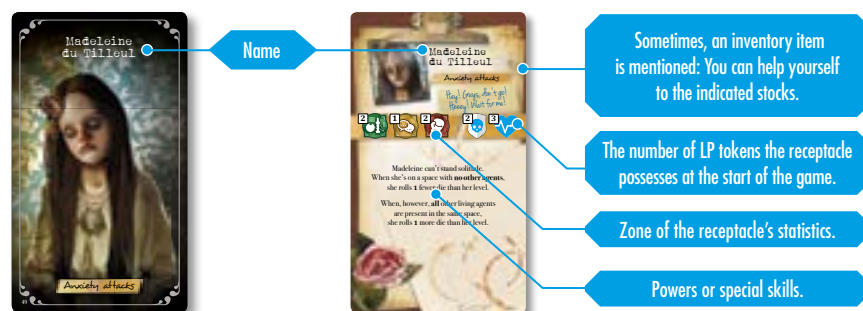 Madeleine
du Tilleul
Anxiety attacks
49
Name
Madeleine
du Tilleul
Anxiety attacks
Hey! Guys, don't go!
Heeey! Wait for me!
2 1 2 2 3
Madeleine can't stand solitude.
When she's on a space with no other agents,
she rolls 1 fewer die than her level.
When, however, all other living agents
are present in the same space,
she rolls 1 more die than her level.
Sometimes, an inventory item
is mentioned: You can help yourself
to the indicated stocks.
The number of LP tokens the receptacle
possesses at the start of the game.
Zone of the receptacle's statistics.
Powers or special skills.